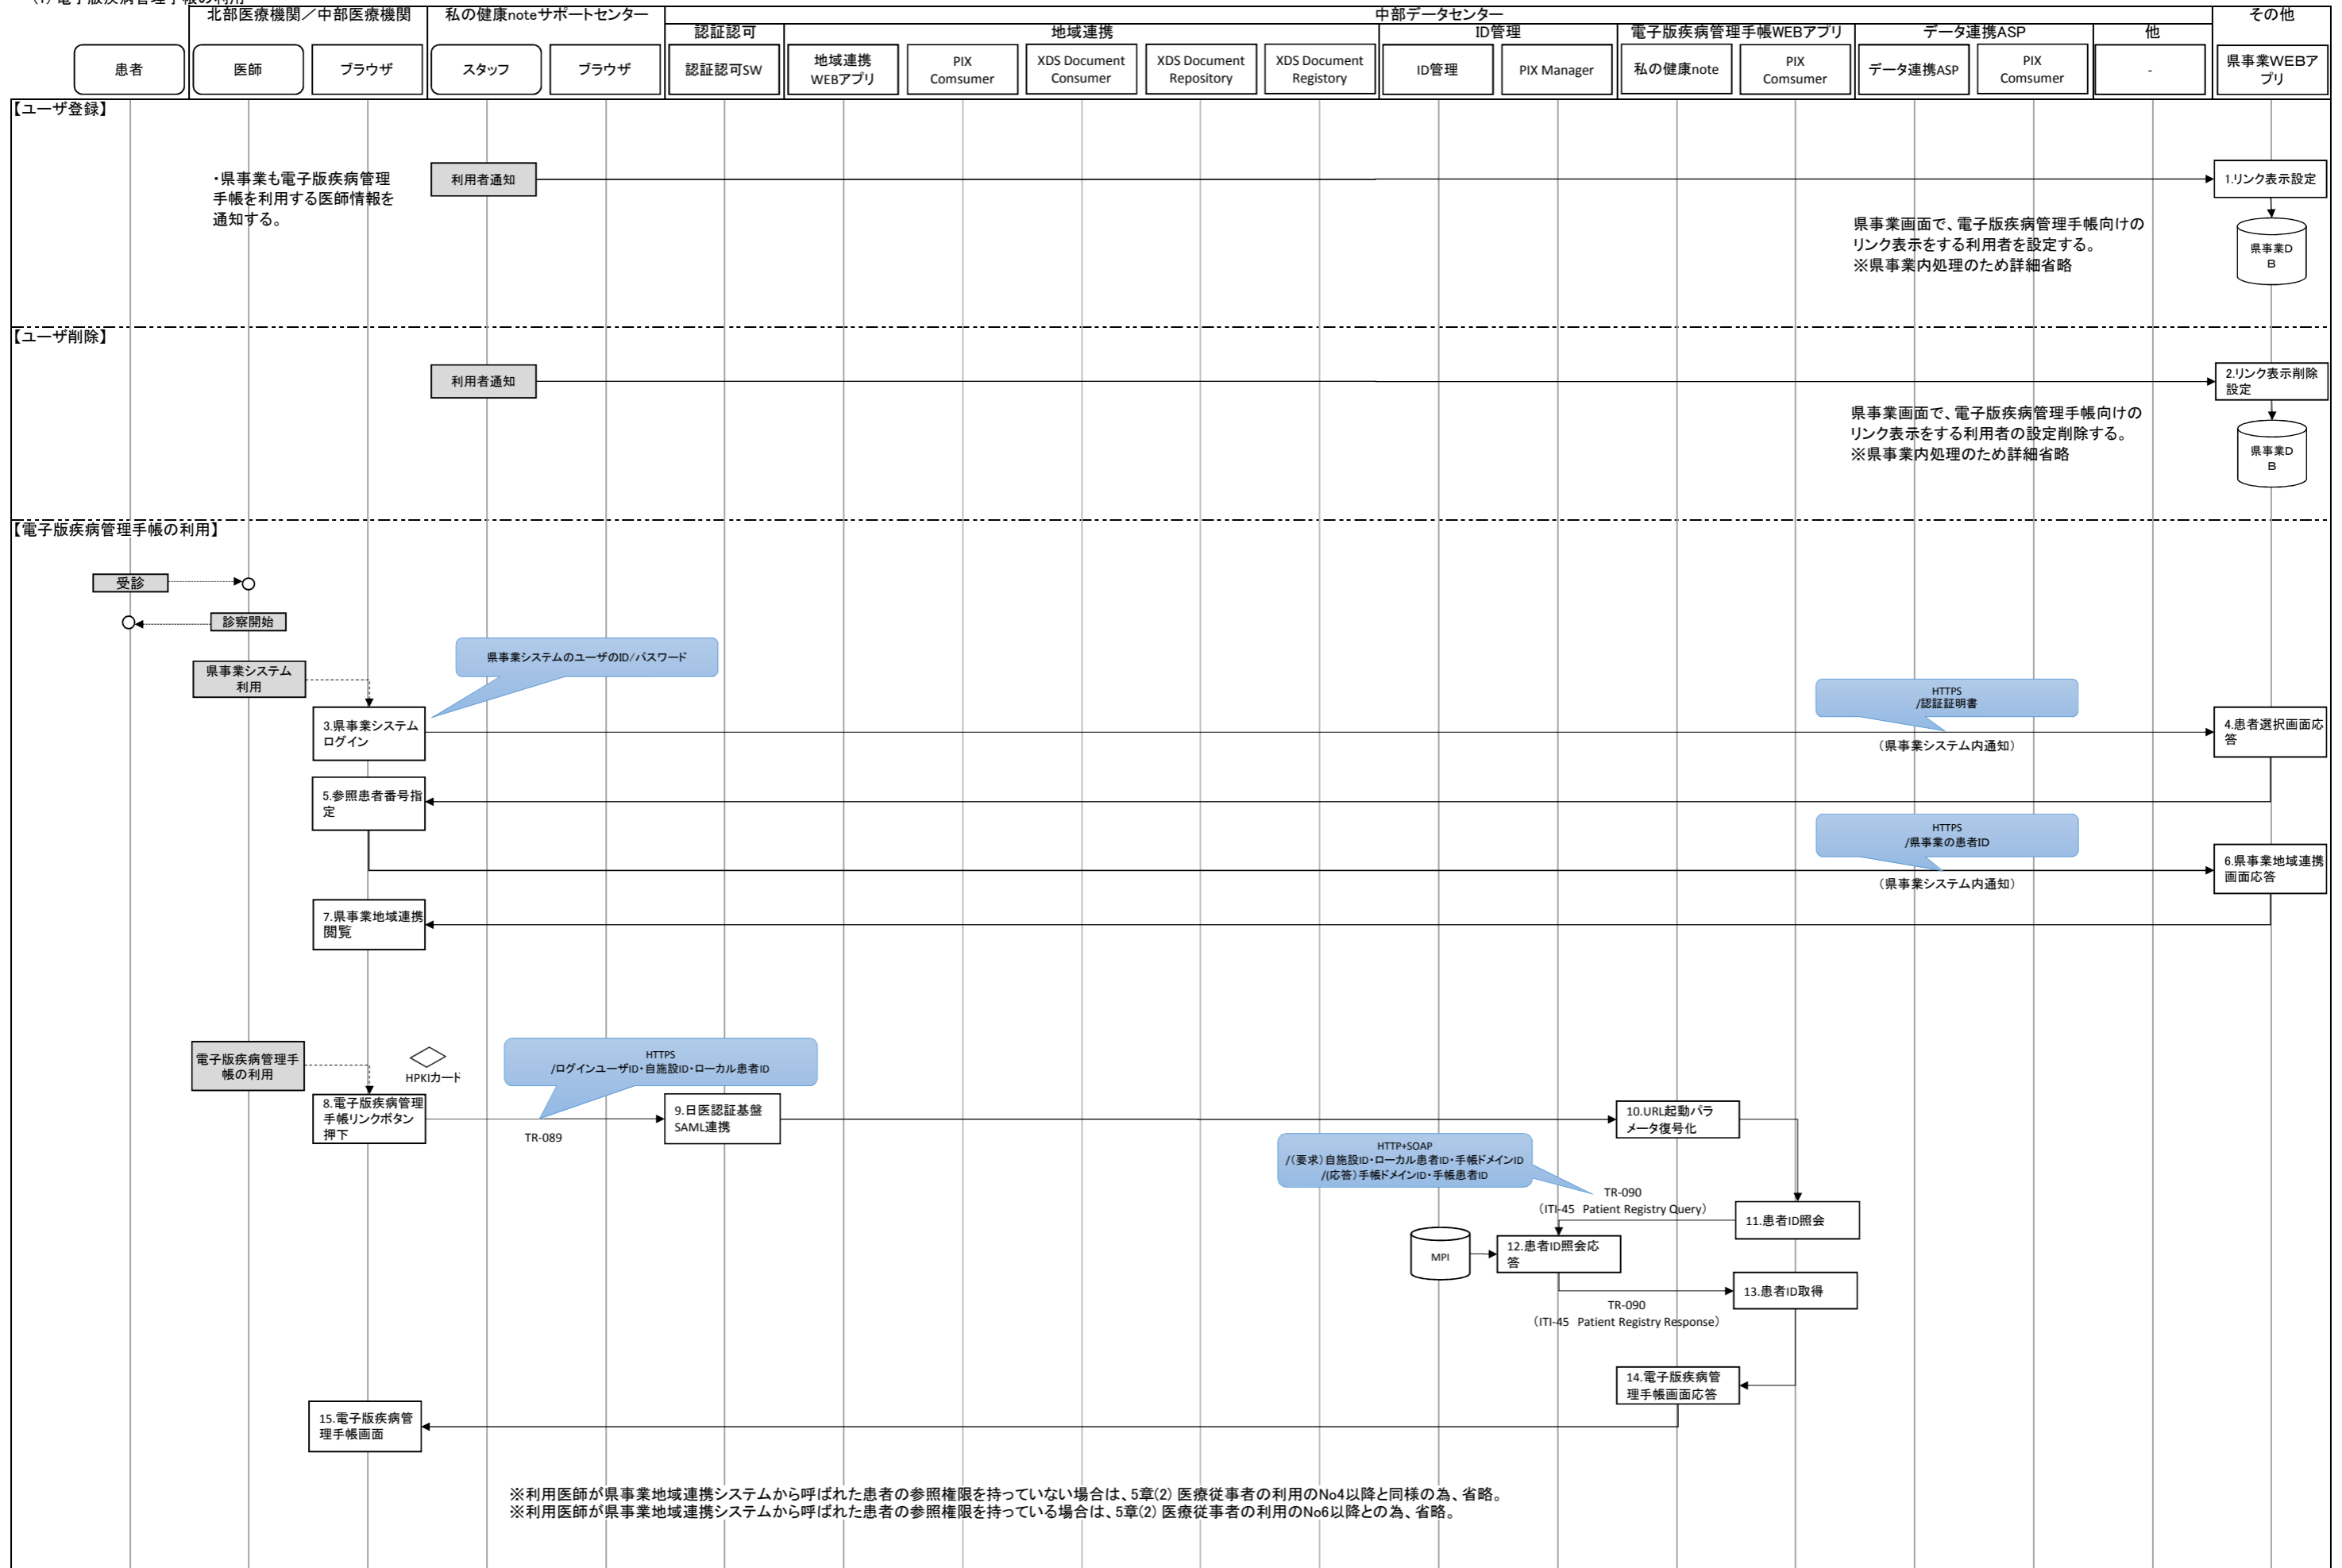 (1) 電子版疾病管理手帳の利用
北部医療機関／中部医療機関
私の健康noteサポートセンター
中部データセンター
その他
認証認可
地域連携
ID管理
電子版疾病管理手帳WEBアプリ
データ連携ASP
他
患者
医師
ブラウザ
スタッフ
ブラウザ
認証認可SW
地域連携
WEBアプリ
PIX
Comsumer
XDS Document
Consumer
XDS Document
Repository
XDS Document
Registory
ID管理
PIX Manager
私の健康note
PIX
Comsumer
データ連携ASP
PIX
Comsumer
-
県事業WEBア
プリ
【ユーザ登録】
・県事業も電子版疾病管理
手帳を利用する医師情報を
通知する。
利用者通知
1.リンク表示設定
県事業画面で、電子版疾病管理手帳向けの
リンク表示をする利用者を設定する。
※県事業内処理のため詳細省略
県事業D
B
【ユーザ削除】
利用者通知
2.リンク表示削除
設定
県事業画面で、電子版疾病管理手帳向けの
リンク表示をする利用者の設定削除する。
※県事業内処理のため詳細省略
県事業D
B
【電子版疾病管理手帳の利用】
受診
診察開始
県事業システム
利用
県事業システムのユーザのID/パスワード
3.県事業システム
ログイン
HTTPS
/認証証明書
（県事業システム内通知）
4.患者選択画面応
答
5.参照患者番号指
定
HTTPS
/県事業の患者ID
（県事業システム内通知）
6.県事業地域連携
画面応答
7.県事業地域連携
閲覧
電子版疾病管理手
帳の利用
HPKIカード
HTTPS
/ログインユーザID・自施設ID・ローカル患者ID
8.電子版疾病管理
手帳リンクボタン
押下
TR-089
9.日医認証基盤
SAML連携
10.URL起動パラ
メータ復号化
HTTP+SOAP
/（要求）自施設ID・ローカル患者ID・手帳ドメインID
/(応答）手帳ドメインID・手帳患者ID
TR-090
（ITI-45 Patient Registry Query）
11.患者ID照会
MPI
12.患者ID照会応
答
13.患者ID取得
TR-090
（ITI-45 Patient Registry Response）
14.電子版疾病管
理手帳画面応答
15.電子版疾病管
理手帳画面
※利用医師が県事業地域連携システムから呼ばれた患者の参照権限を持っていない場合は、5章(2) 医療従事者の利用のNo4以降と同様の為、省略。
※利用医師が県事業地域連携システムから呼ばれた患者の参照権限を持っている場合は、5章(2) 医療従事者の利用のNo6以降との為、省略。